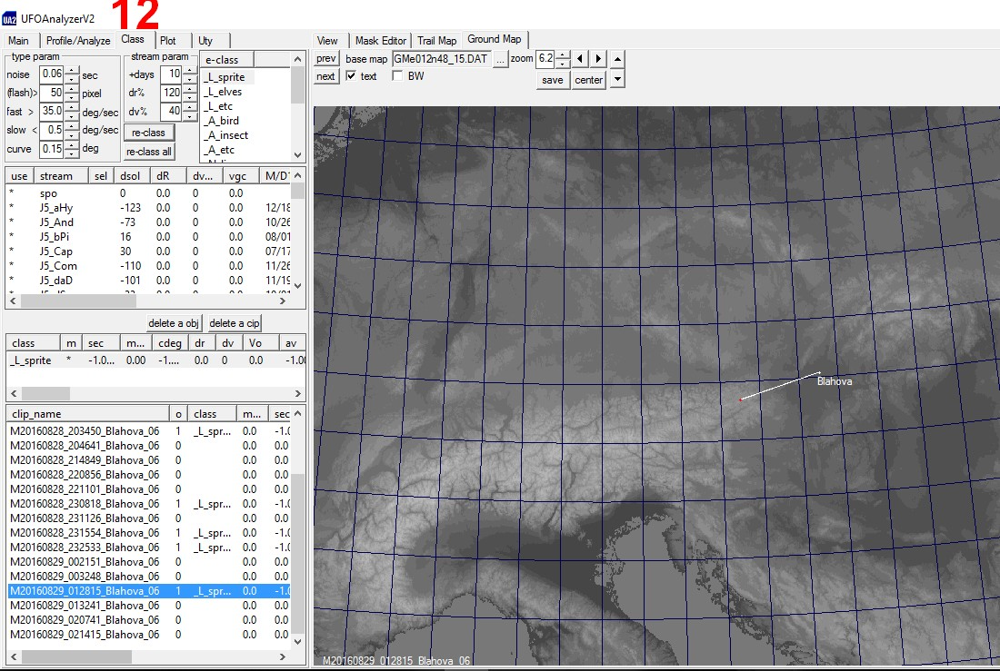 12
UA2 UFOAnalyzerV2
Main Profile/Analyze Class Plot Uty
type param
noise 0.06 sec
(flash)> 50 pixel
fast > 35.0 deg/sec
slow < 0.5 deg/sec
curve 0.15 deg
stream param
+days 10
dr% 120
dv% 40
re-class
re-class all
e-class
_L_sprite
_L_elves
_L_etc
_A_bird
_A_insect
_A_etc
use stream sel dsol dR dv... vgc M/D
* spo 0 0.0 0.0 0.0
* J5_aHy -123 0.0 0.0 0.0 12/18
* J5_And -73 0.0 0.0 0.0 10/26
* J5_bPi 16 0.0 0.0 0.0 08/01
* J5_Cap 30 0.0 0.0 0.0 07/17
* J5_Com -110 0.0 0.0 0.0 11/26
* J5_daD -101 0.0 0.0 0.0 11/19
delete a obj delete a cip
class m sec m... cdeg dr dv Vo av
_L_sprite * -1.0... 0.00 -1.... 0.0 0 0.0 -1.00
clip_name o class m... sec
M20160828_203450_Blahova_06 1 _L_spr... 0.0 -1.0
M20160828_204641_Blahova_06 0 0.0 0.0
M20160828_214849_Blahova_06 0 0.0 0.0
M20160828_220856_Blahova_06 0 0.0 0.0
M20160828_221101_Blahova_06 0 0.0 0.0
M20160828_230818_Blahova_06 1 _L_spr... 0.0 -1.0
M20160828_231126_Blahova_06 0 0.0 0.0
M20160828_231554_Blahova_06 1 _L_spr... 0.0 -1.0
M20160828_232533_Blahova_06 1 _L_spr... 0.0 -1.0
M20160829_002151_Blahova_06 0 0.0 0.0
M20160829_003248_Blahova_06 0 0.0 0.0
M20160829_012815_Blahova_06 1 _L_spr... 0.0 -1.0
M20160829_013241_Blahova_06 0 0.0 0.0
M20160829_020741_Blahova_06 0 0.0 0.0
M20160829_021415_Blahova_06 0 0.0 0.0
View Mask Editor Trail Map Ground Map
prev base map GMe012n48_15.DAT ... zoom 6.2
next text BW save center
Blahova
M20160829_012815_Blahova_06